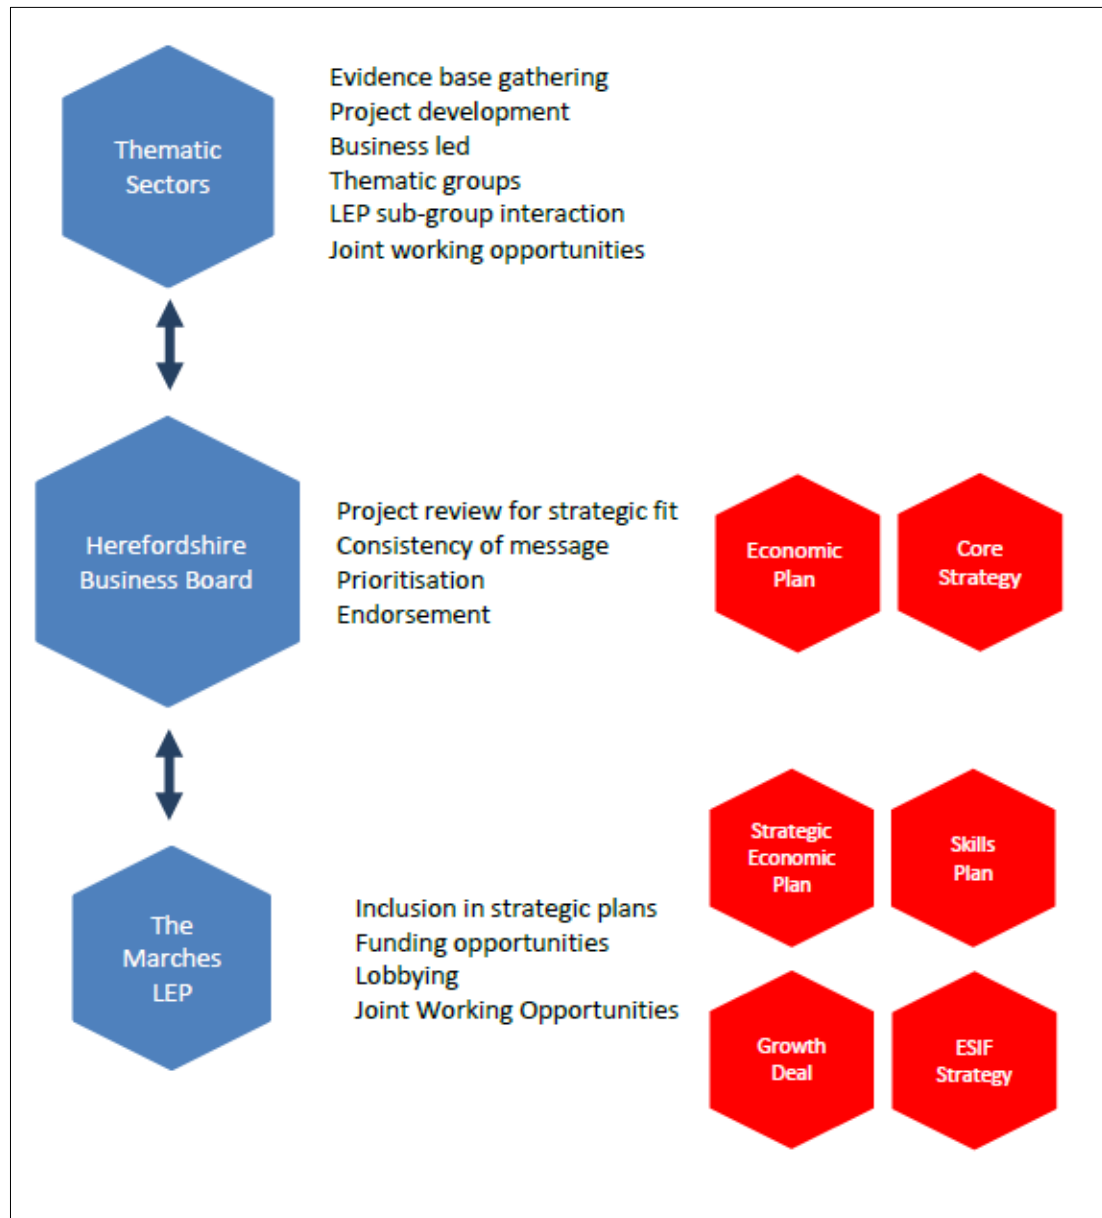 Thematic
Sectors
Evidence base gathering
Project development
Business led
Thematic groups
LEP sub-group interaction
Joint working opportunities
Herefordshire
Business Board
Project review for strategic fit
Consistency of message
Prioritisation
Endorsement
Economic
Plan
Core
Strategy
The
Marches
LEP
Inclusion in strategic plans
Funding opportunities
Lobbying
Joint Working Opportunities
Strategic
Economic
Plan
Skills
Plan
Growth
Deal
ESIF
Strategy